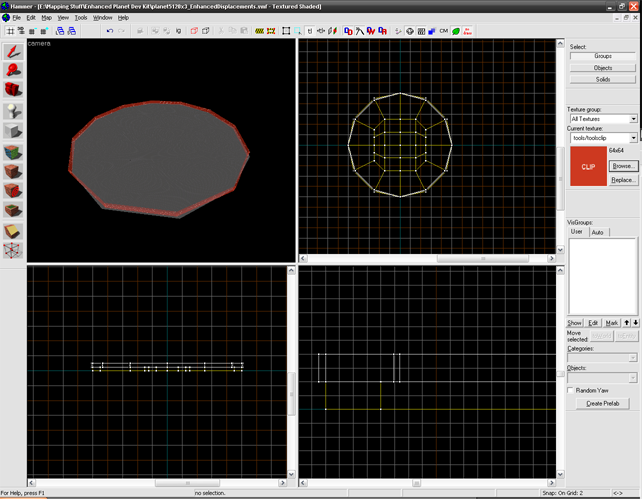 Hammer - [E:\Mapping Stuff\Enhanced Planet Dev Kit\planet5120x3_EnhancedDisplacements.vmf - Textured Shaded]
File Edit Map View Tools Window Help
CM
camera
Select:
Groups
Objects
Solids
Texture group:
All Textures
Current texture:
tools/toolsclip
CLIP
64x64
Browse...
Replace...
VisGroups:
User Auto
Show Edit Mark
Move selected:
Categories:
Objects:
Random Yaw
Create Prefab
For Help, press F1
no selection.
Snap: On Grid: 2
<->